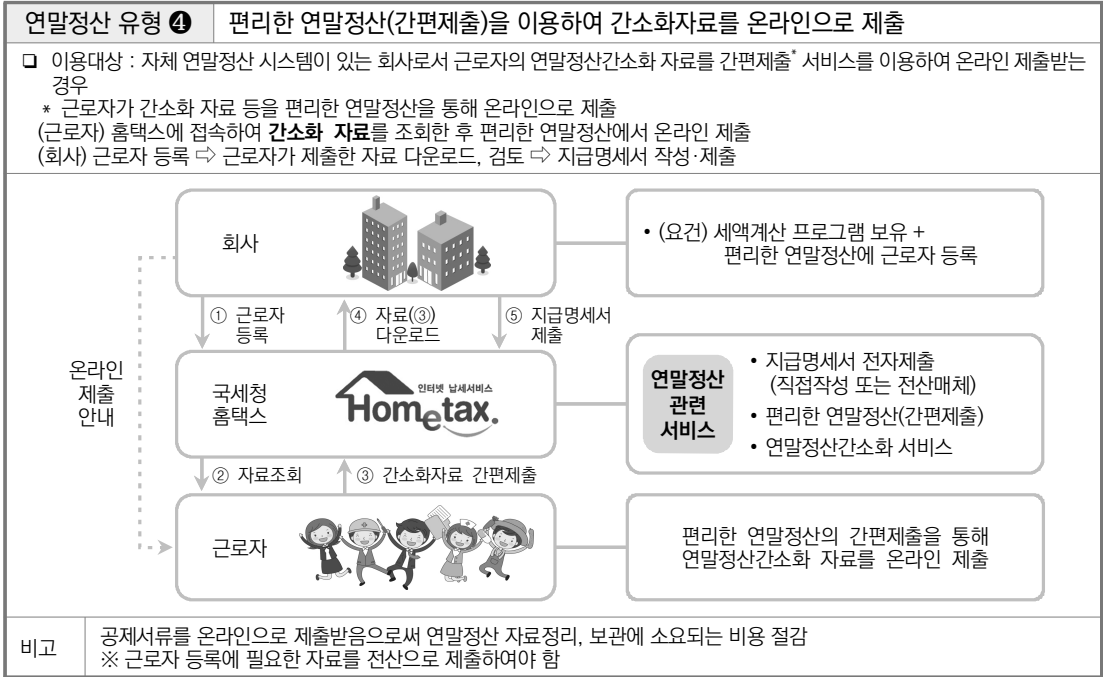 연말정산 유형 ❹
편리한 연말정산(간편제출)을 이용하여 간소화자료를 온라인으로 제출
❑ 이용대상 : 자체 연말정산 시스템이 있는 회사로서 근로자의 연말정산간소화 자료를 간편제출* 서비스를 이용하여 온라인 제출받는
경우
* 근로자가 간소화 자료 등을 편리한 연말정산을 통해 온라인으로 제출
(근로자) 홈택스에 접속하여 간소화 자료를 조회한 후 편리한 연말정산에서 온라인 제출
(회사) 근로자 등록 ⇨ 근로자가 제출한 자료 다운로드, 검토 ⇨ 지급명세서 작성·제출
회사
• (요건) 세액계산 프로그램 보유 +
편리한 연말정산에 근로자 등록
① 근로자
등록
④ 자료(③)
다운로드
⑤ 지급명세서
제출
온라인
제출
안내
국세청
홈택스
인터넷 납세서비스
Hometax.
연말정산
관련
서비스
• 지급명세서 전자제출
(직접작성 또는 전산매체)
• 편리한 연말정산(간편제출)
• 연말정산간소화 서비스
② 자료조회
③ 간소화자료 간편제출
근로자
편리한 연말정산의 간편제출을 통해
연말정산간소화 자료를 온라인 제출
비고
공제서류를 온라인으로 제출받음으로써 연말정산 자료정리, 보관에 소요되는 비용 절감
※ 근로자 등록에 필요한 자료를 전산으로 제출하여야 함